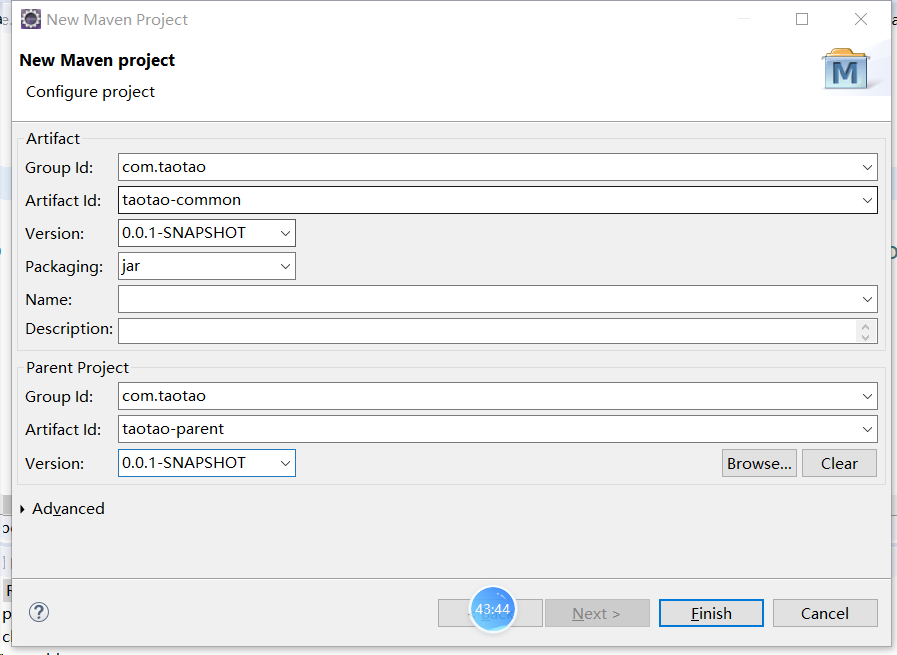 New Maven Project
New Maven project
Configure project
M
Artifact
Group Id: com.taotao
Artifact Id: taotao-common
Version: 0.0.1-SNAPSHOT
Packaging: jar
Name:
Description:
Parent Project
Group Id: com.taotao
Artifact Id: taotao-parent
Version: 0.0.1-SNAPSHOT Browse... Clear
Advanced
? 43:44 Next > Finish Cancel